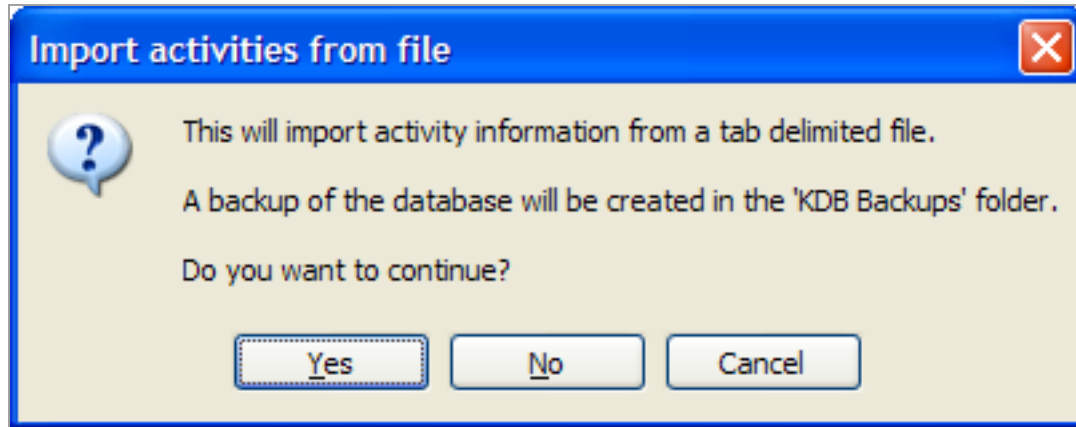 Import activities from file
This will import activity information from a tab delimited file.
A backup of the database will be created in the 'KDB Backups' folder.
Do you want to continue?
Yes No Cancel